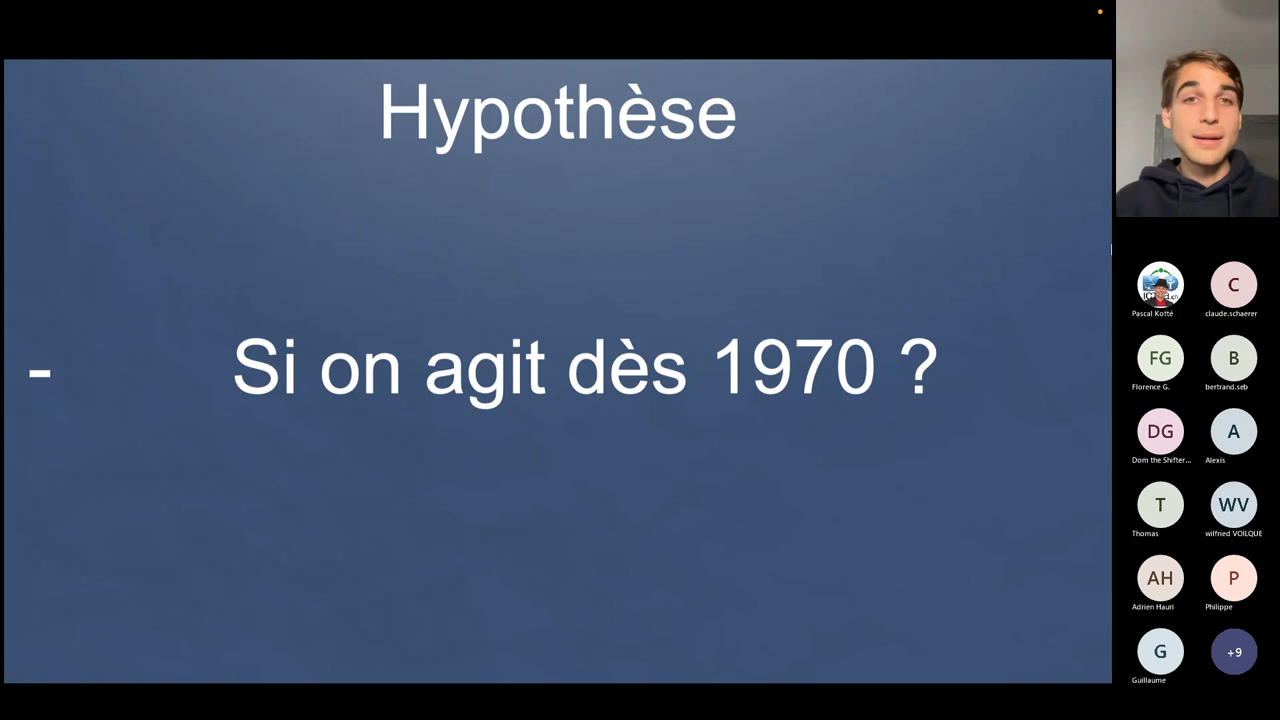 Hypothèse
- Si on agit dès 1970 ?
Pascal Kotté
C
claude.schaerer
FG
Florence G.
B
bertrand.seb
DG
Dom the Shifter...
A
Alexis
T
Thomas
WV
wilfried VOILQUE
AH
Adrien Hauri
P
Philippe
G
Guillaume
+9